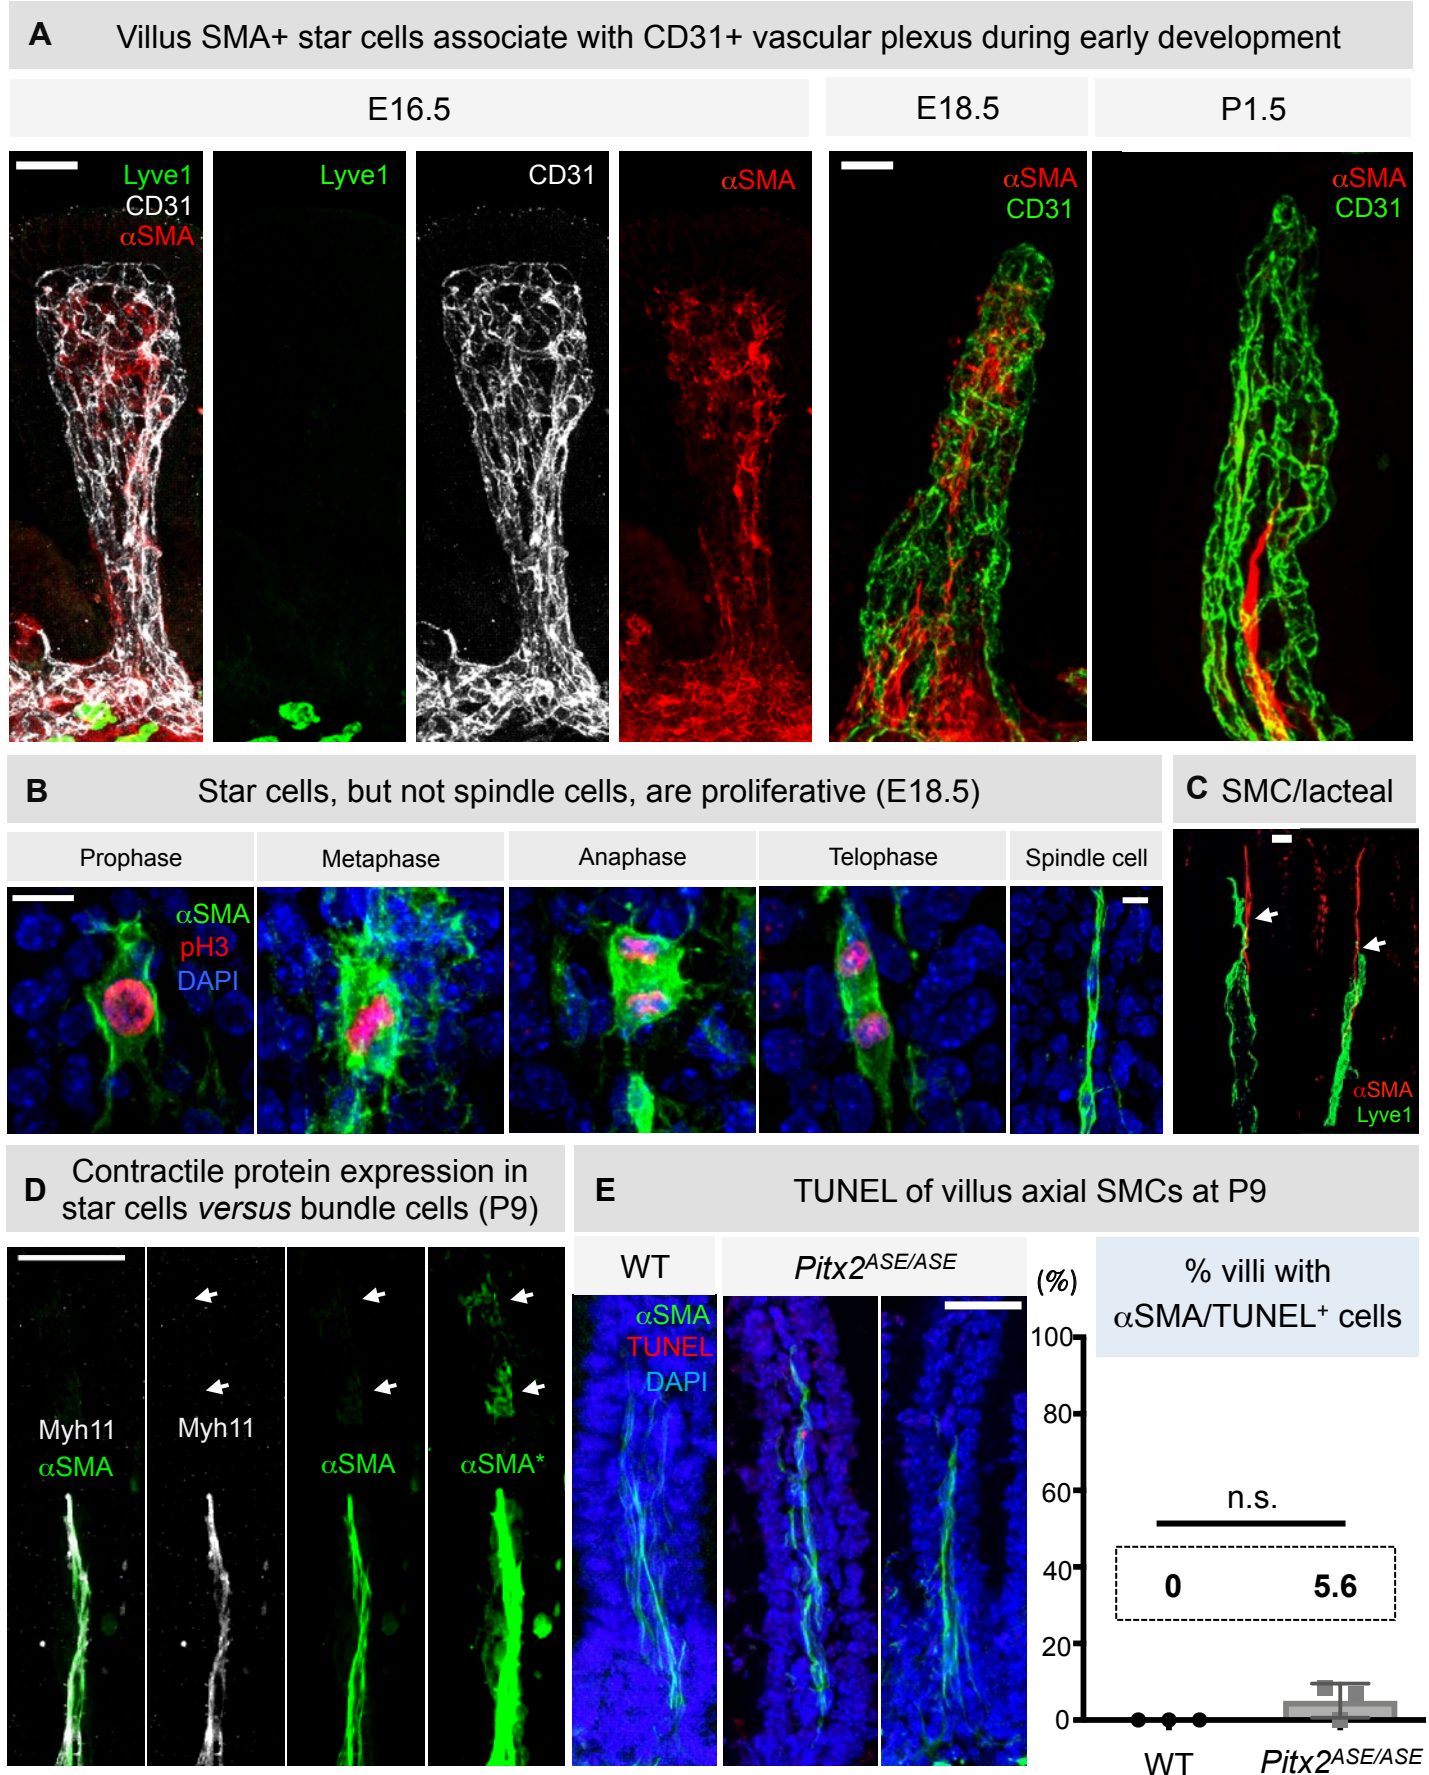 A Villus SMA+ star cells associate with CD31+ vascular plexus during early development
E16.5
E18.5
P1.5
Lyve1
CD31
αSMA
Lyve1
CD31
αSMA
αSMA
CD31
αSMA
CD31
B Star cells, but not spindle cells, are proliferative (E18.5)
Prophase
Metaphase
Anaphase
Telophase
Spindle cell
αSMA
pH3
DAPI
C SMC/lacteal
αSMA
Lyve1
D Contractile protein expression in
star cells versus bundle cells (P9)
Myh11
αSMA
Myh11
αSMA
αSMA*
E TUNEL of villus axial SMCs at P9
WT
Pitx2ASE/ASE
αSMA
TUNEL
DAPI
(%)
% villi with
αSMA/TUNEL+ cells
100
80
60
40
20
0
n.s.
0 5.6
WT
Pitx2ASE/ASE